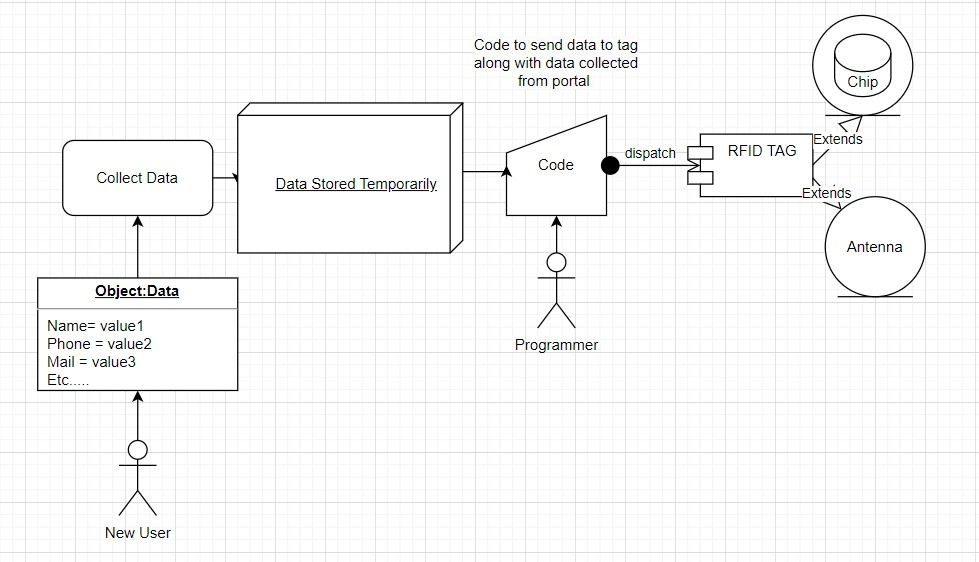 Code to send data to tag
along with data collected
from portal
Chip
Extends
dispatch
RFID TAG
Code
Collect Data
Data Stored Temporarily
Extends
Antenna
Object:Data
Name= value1
Phone = value2
Mail = value3
Etc.....
Programmer
New User